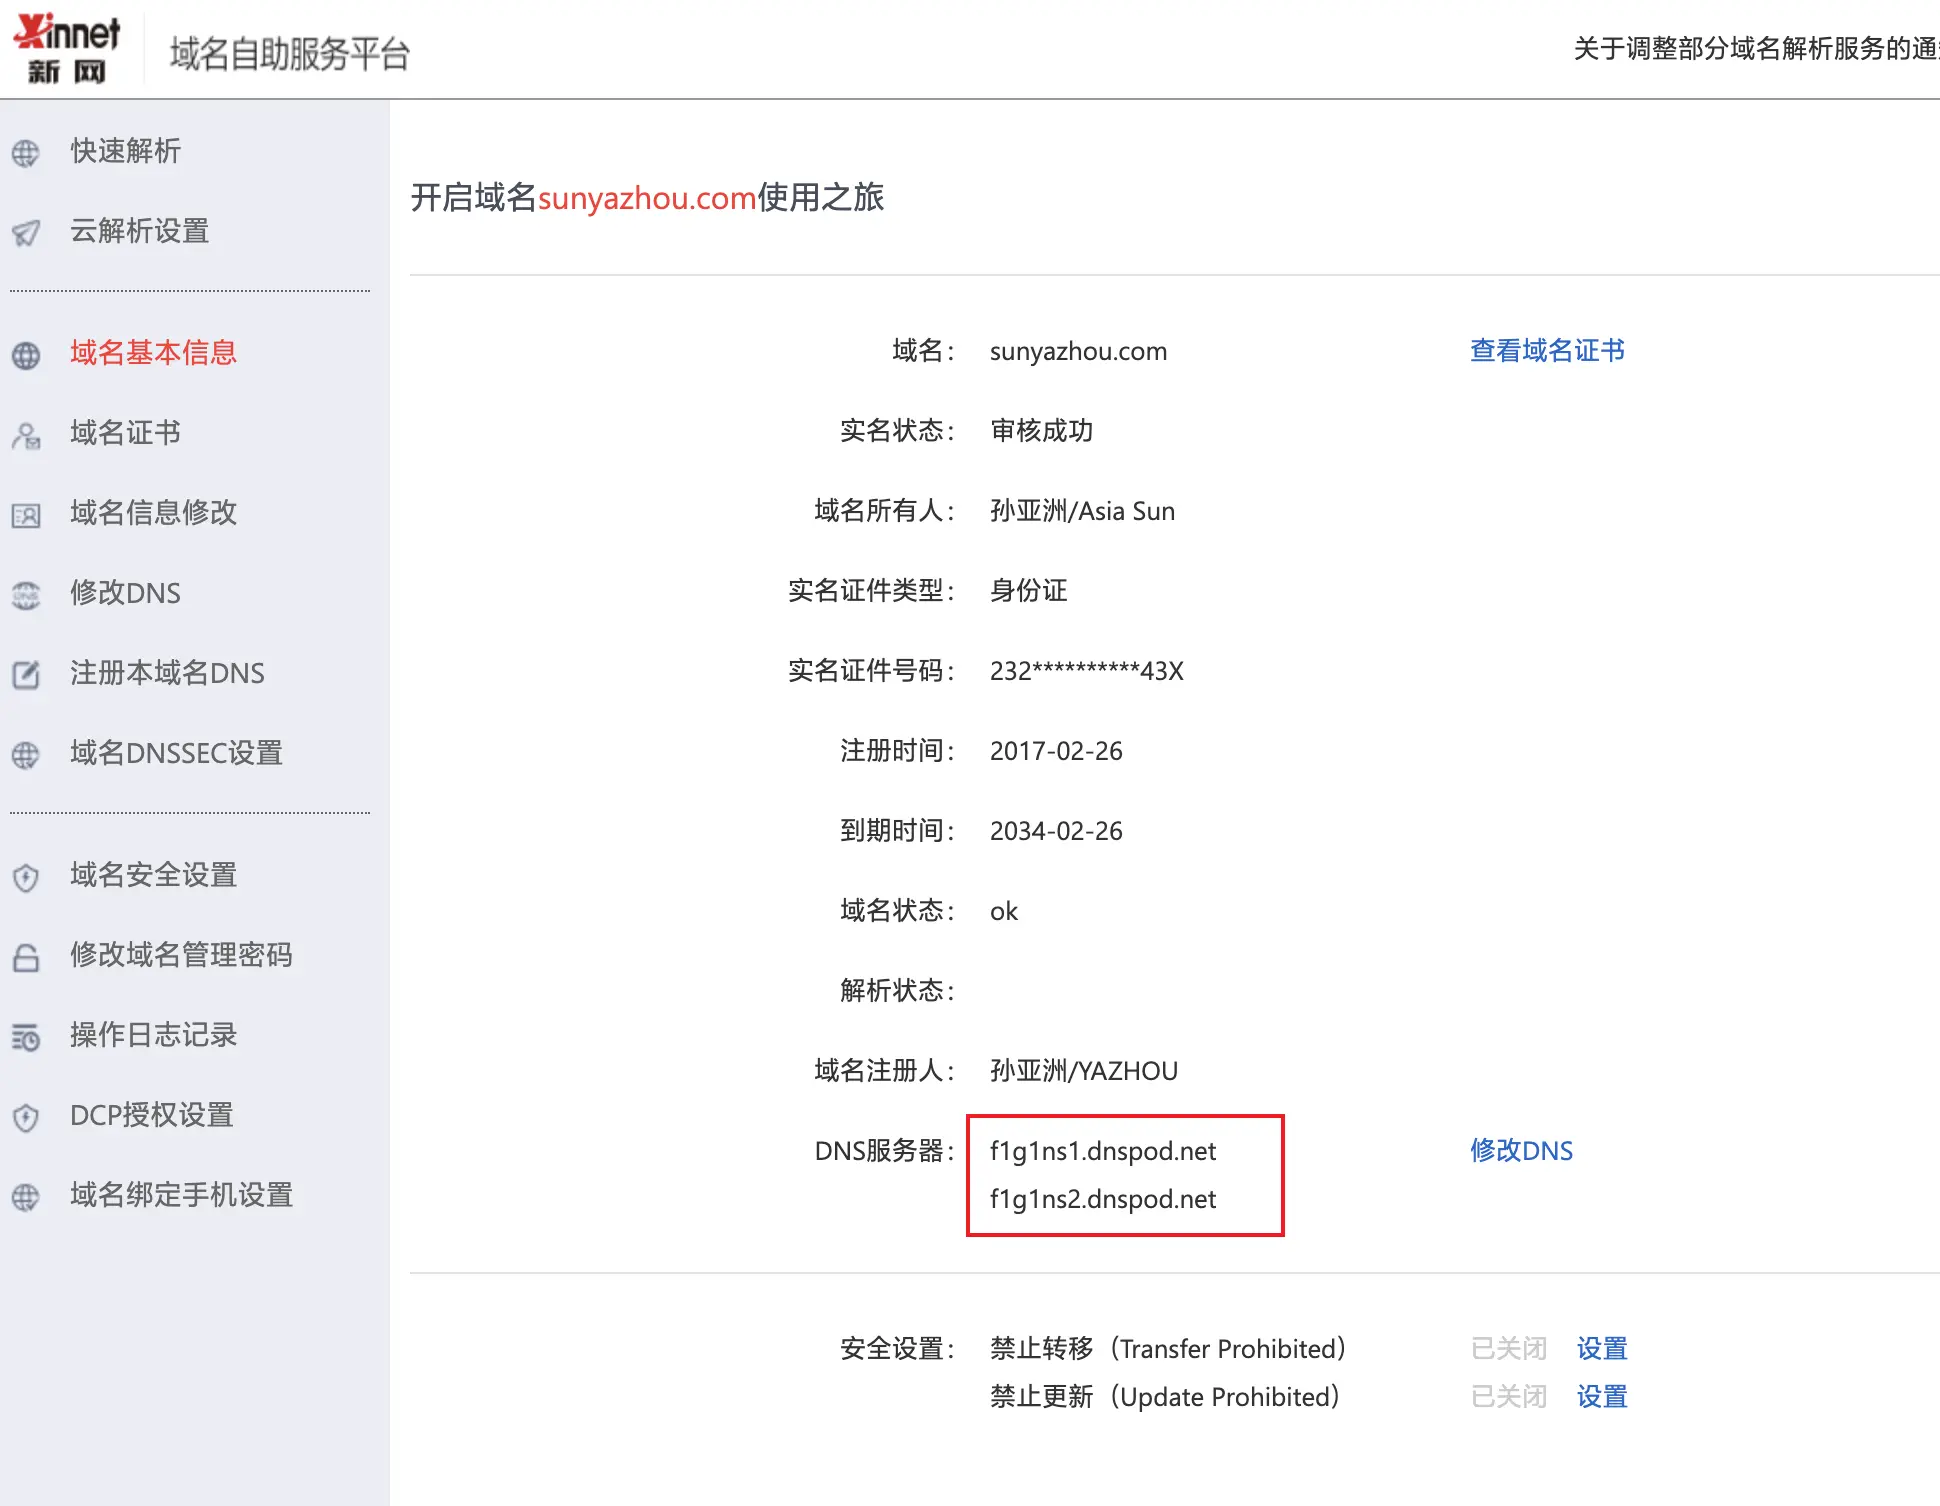 Xinnet
新网
域名自助服务平台
关于调整部分域名解析服务的通
快速解析
云解析设置
域名基本信息
域名证书
域名信息修改
修改DNS
注册本域名DNS
域名DNSSEC设置
域名安全设置
修改域名管理密码
操作日志记录
DCP授权设置
域名绑定手机设置
开启域名sunyazhou.com使用之旅
域名： sunyazhou.com 查看域名证书
实名状态： 审核成功
域名所有人： 孙亚洲/Asia Sun
实名证件类型： 身份证
实名证件号码： 232**********43X
注册时间： 2017-02-26
到期时间： 2034-02-26
域名状态： ok
解析状态：
域名注册人： 孙亚洲/YAZHOU
DNS服务器： f1g1ns1.dnspod.net 修改DNS
f1g1ns2.dnspod.net
安全设置： 禁止转移（Transfer Prohibited） 已关闭 设置
禁止更新（Update Prohibited） 已关闭 设置